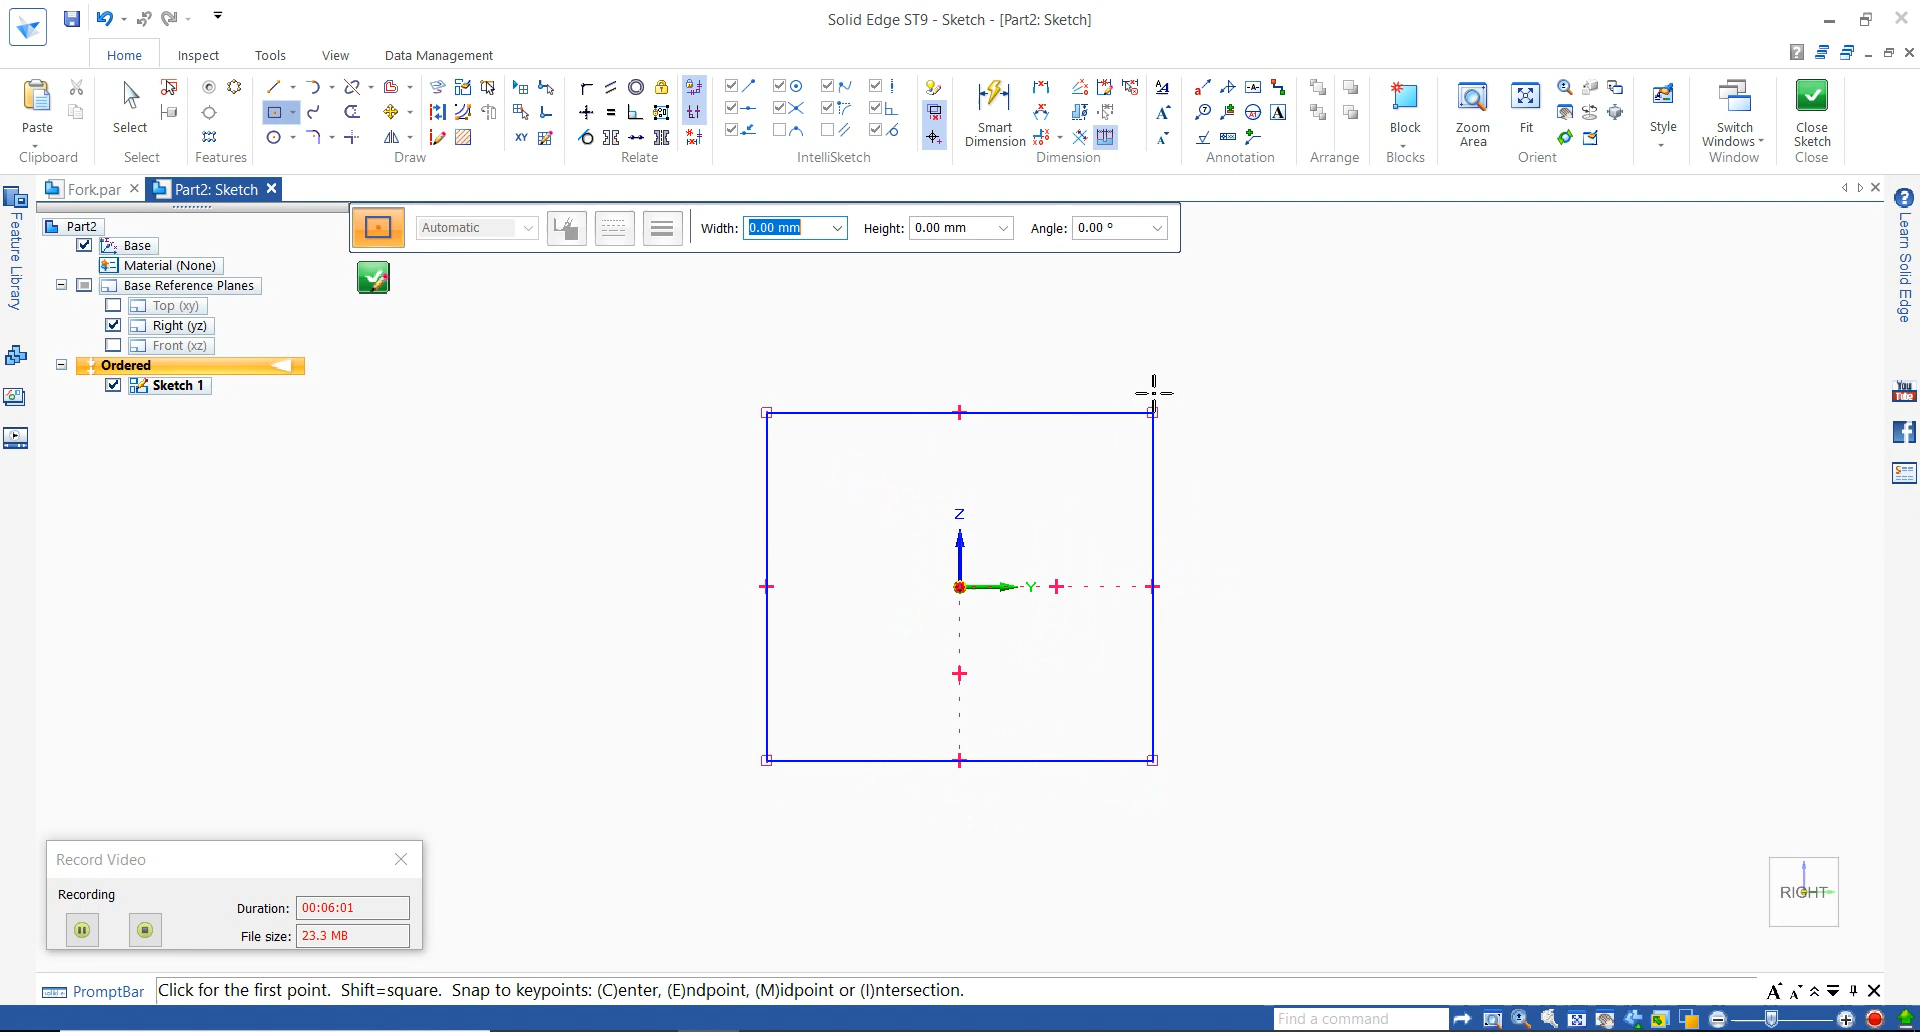 Solid Edge ST9 - Sketch - [Part2: Sketch]
Home Inspect Tools View Data Management
Paste
Select
Smart Dimension
Block
Zoom Area
Fit
Style
Switch Windows
Close Sketch
Clipboard Select Features Draw Relate IntelliSketch Dimension Annotation Arrange Blocks Orient Window Close
Fork.par Part2: Sketch
Feature Library
Learn Solid Edge
You Tube
Part2
Base
Material (None)
Base Reference Planes
Top (xy)
Right (yz)
Front (xz)
Ordered
Sketch 1
Automatic Width: 0.00 mm Height: 0.00 mm Angle: 0.00 °
Z
Y
RIGHT
Record Video
Recording
Duration: 00:06:01
File size: 23.3 MB
PromptBar Click for the first point. Shift=square. Snap to keypoints: (C)enter, (E)ndpoint, (M)idpoint or (I)ntersection.
Find a command